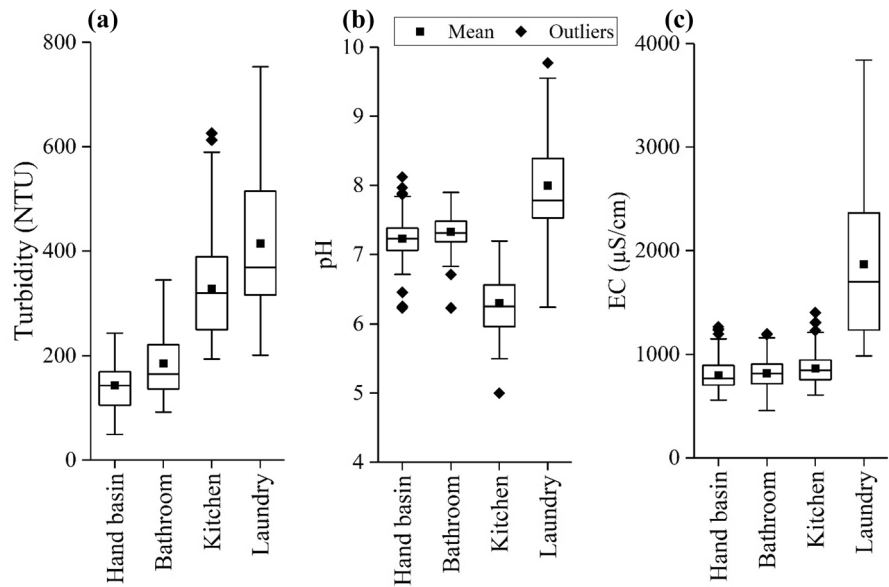 (a)
(b)
(c)
Mean
Outliers
Turbidity (NTU)
800
600
400
200
0
Hand basin
Bathroom
Kitchen
Laundry
pH
10
9
8
7
6
5
4
Hand basin
Bathroom
Kitchen
Laundry
EC (µS/cm)
4000
3000
2000
1000
0
Hand basin
Bathroom
Kitchen
Laundry